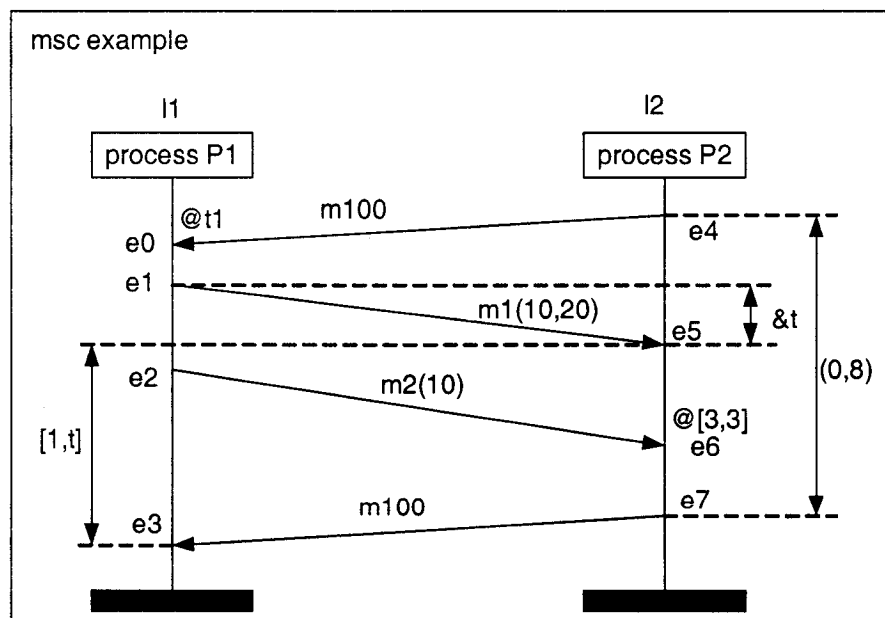 msc example
I1
I2
process P1
process P2
@t1
m100
e4
e0
e1
m1(10,20)
e5
&t
(0,8)
e2
m2(10)
@[3,3]
e6
[1,t]
e7
m100
e3